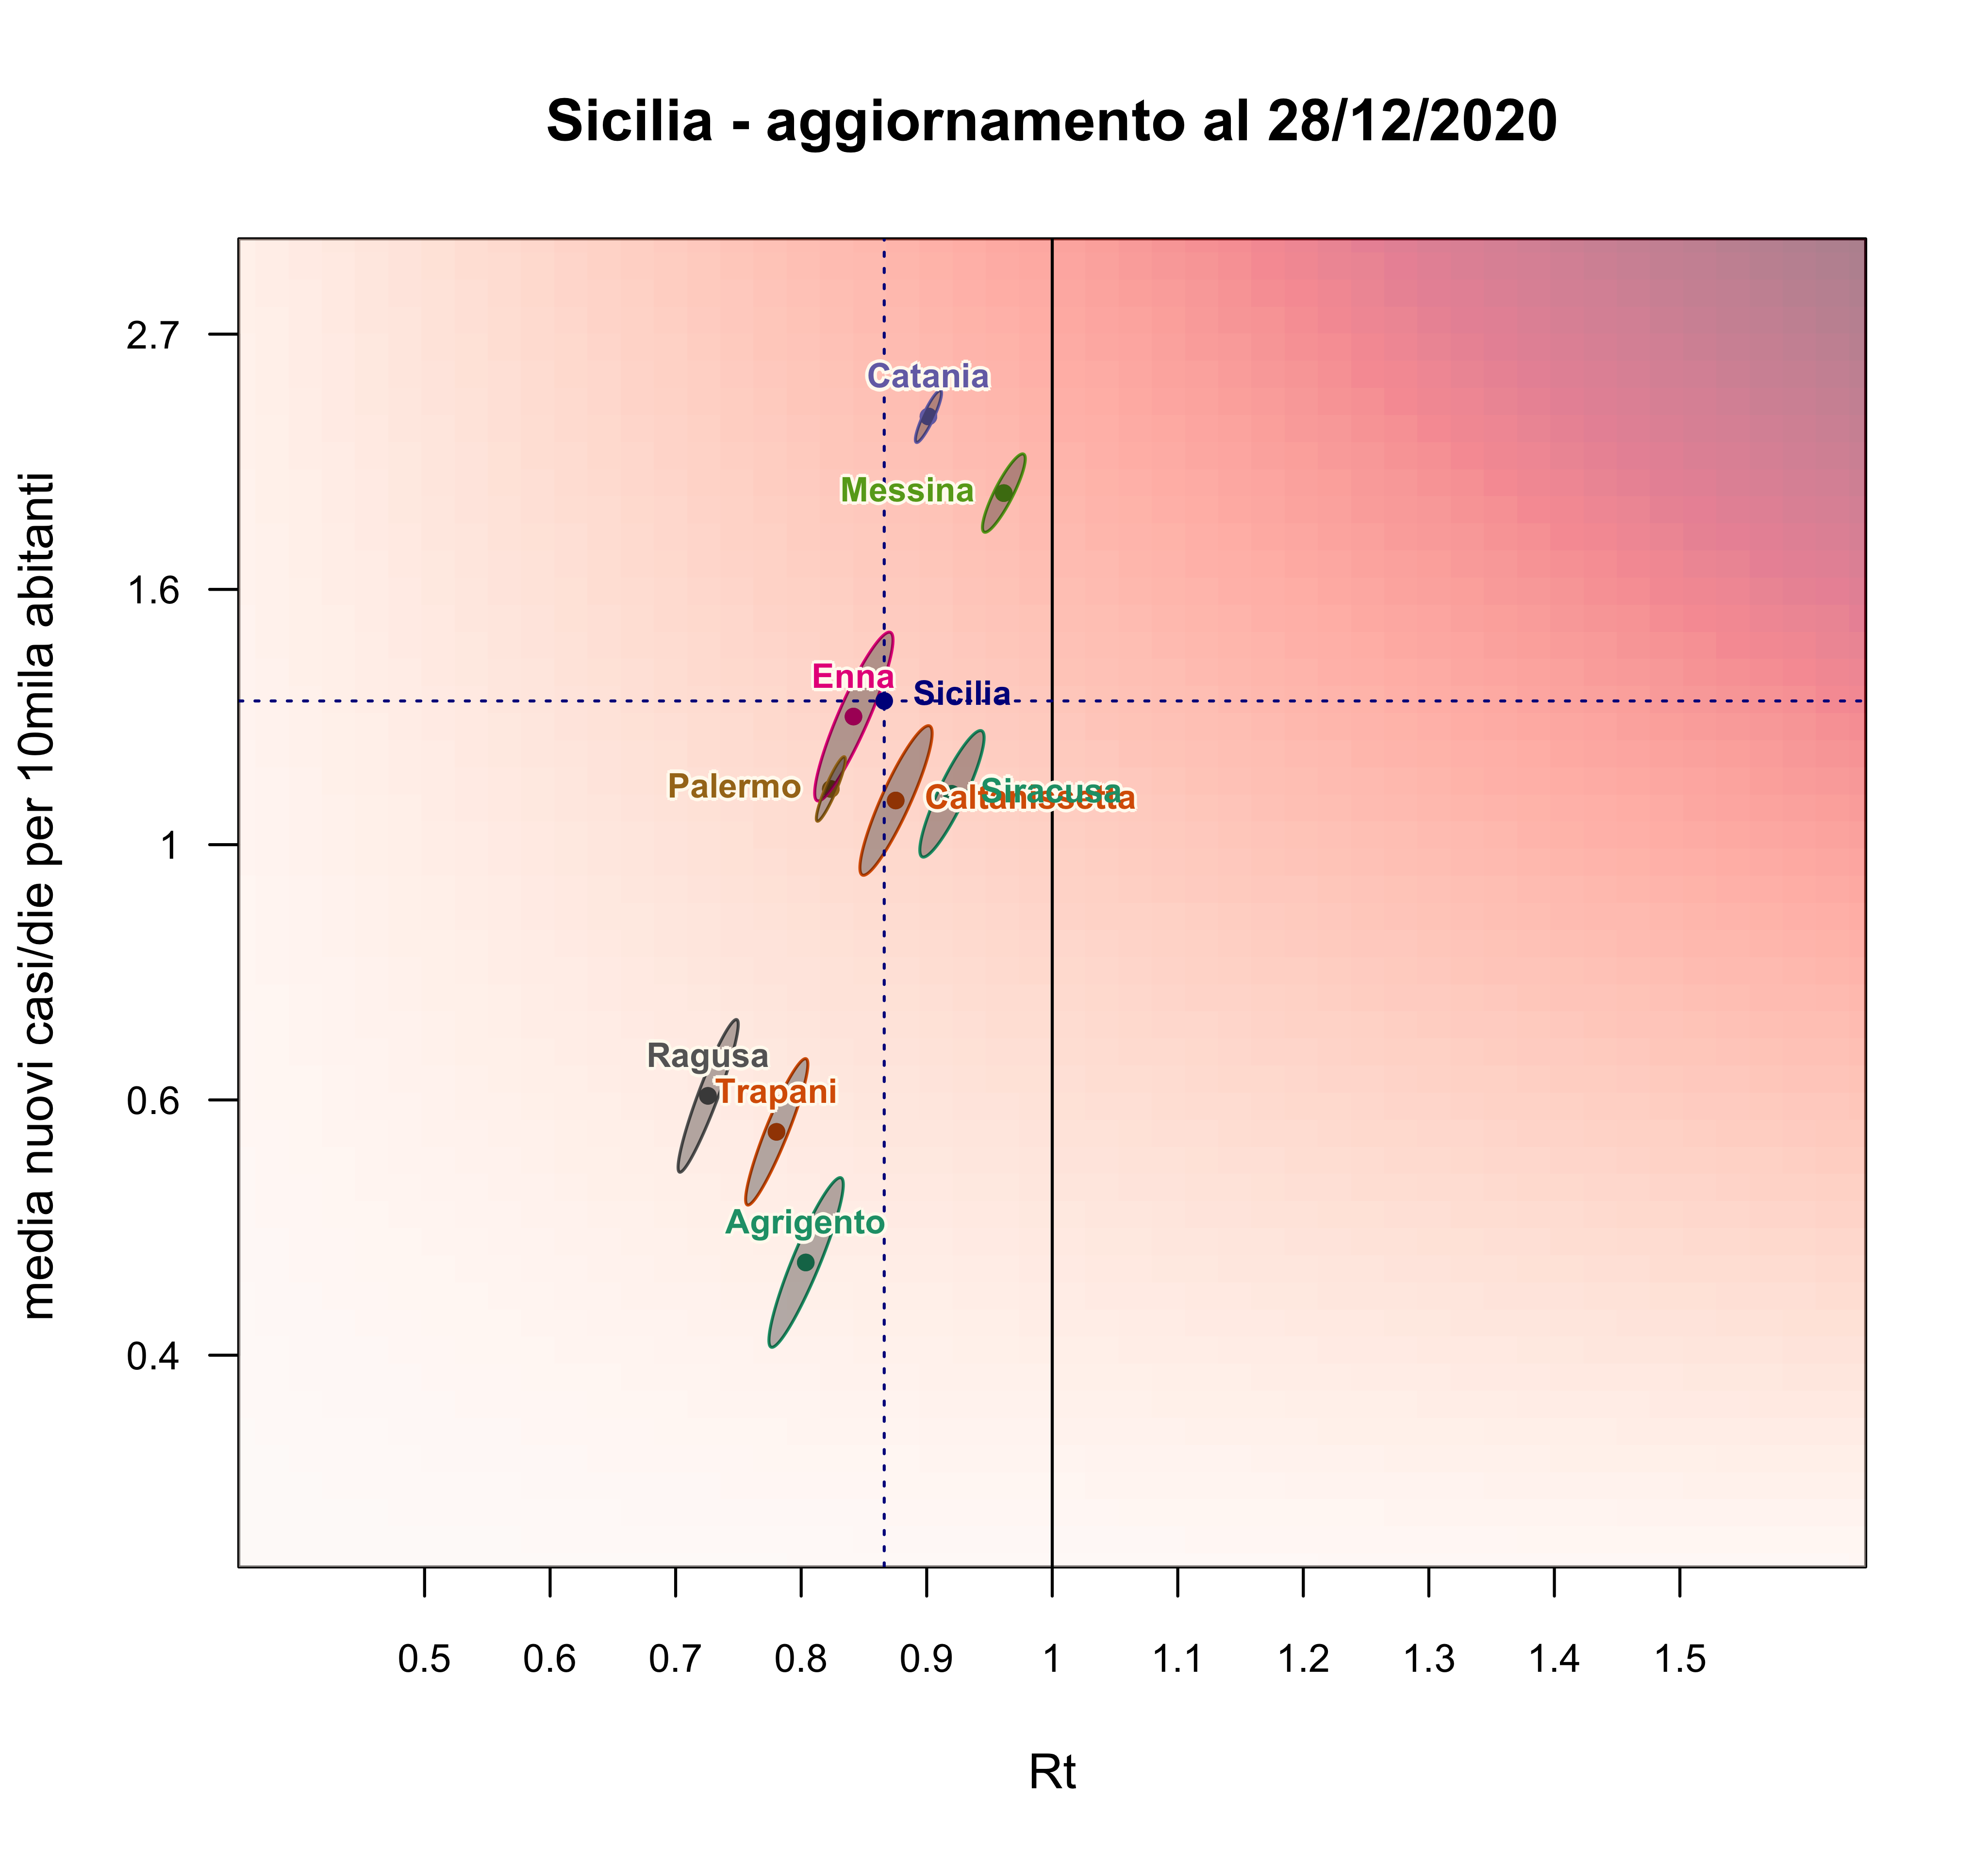 Sicilia - aggiornamento al 28/12/2020
media nuovi casi/die per 10mila abitanti
2.7
1.6
1
0.6
0.4
Catania
Messina
Enna
Sicilia
Palermo
Caltanissetta
Siracusa
Ragusa
Trapani
Agrigento
0.5 0.6 0.7 0.8 0.9 1 1.1 1.2 1.3 1.4 1.5
Rt